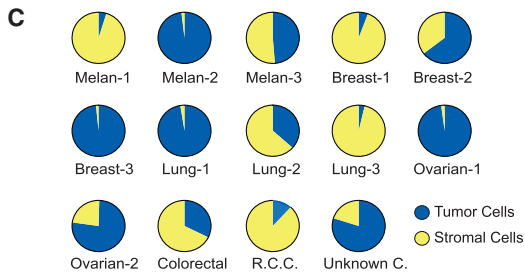 C
Melan-1 Melan-2 Melan-3 Breast-1 Breast-2
Breast-3 Lung-1 Lung-2 Lung-3 Ovarian-1
Tumor Cells
Stromal Cells
Ovarian-2 Colorectal R.C.C. Unknown C.